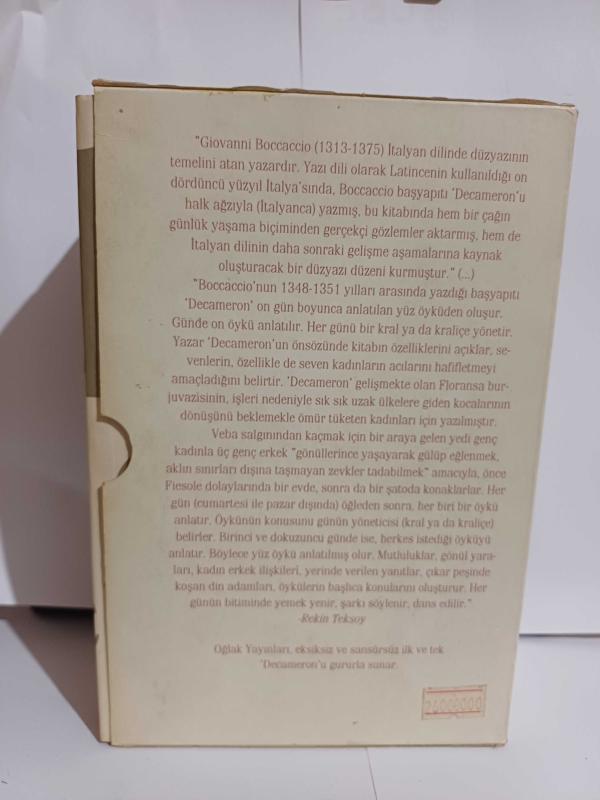 "Giovanni Boccaccio (1313-1375) İtalyan dilinde düzyazının
temelini atan yazardır. Yazı dili olarak Latincenin kullanıldığı on
dördüncü yüzyıl İtalya'sında, Boccaccio başyapıtı 'Decameron'u
halk ağzıyla (İtalyanca) yazmış, bu kitabında hem bir çağın
günlük yaşama biçiminden gerçekçi gözlemler aktarmış, hem de
İtalyan dilinin daha sonraki gelişme aşamalarına kaynak
oluşturacak bir düzyazı düzeni kurmuştur." (...)
"Boccaccio'nun 1348-1351 yılları arasında yazdığı başyapıtı
'Decameron' on gün boyunca anlatılan yüz öyküden oluşur.
Günde on öykü anlatılır. Her günü bir kral ya da kraliçe yönetir.
Yazar 'Decameron'un önsözünde kitabın özelliklerini açıklar, se-
venlerin, özellikle de seven kadınların acılarını hafifletmeyi
amaçladığını belirtir. 'Decameron' gelişmekte olan Floransa bur-
juvazisinin, işleri nedeniyle sık sık uzak ülkelere giden kocalarının
dönüşünü beklemekle ömür tüketen kadınları için yazılmıştır.
Veba salgınından kaçmak için bir araya gelen yedi genç
kadınla üç genç erkek "gönüllerince yaşayarak gülüp eğlenmek,
aklın sınırları dışına taşmayan zevkler tadabilmek" amacıyla, önce
Fiesole dolaylarında bir evde, sonra da bir şatoda konaklarlar. Her
gün (cumartesi ile pazar dışında) öğleden sonra, her biri bir öykü
anlatır. Öykünün konusunu günün yöneticisi (kral ya da kraliçe)
belirler. Birinci ve dokuzuncu günde ise, herkes istediği öyküyü
anlatır. Böylece yüz öykü anlatılmış olur. Mutluluklar, gönül yara-
ları, kadın erkek ilişkileri, yerinde verilen yanıtlar, çıkar peşinde
koşan din adamları, öykülerin başlıca konularını oluşturur. Her
günün bitiminde yemek yenir, şarkı söylenir, dans edilir."
-Rekin Teksoy
Oğlak Yayınları, eksiksiz ve sansürsüz ilk ve tek
'Decameron'u gururla sunar.
24000000